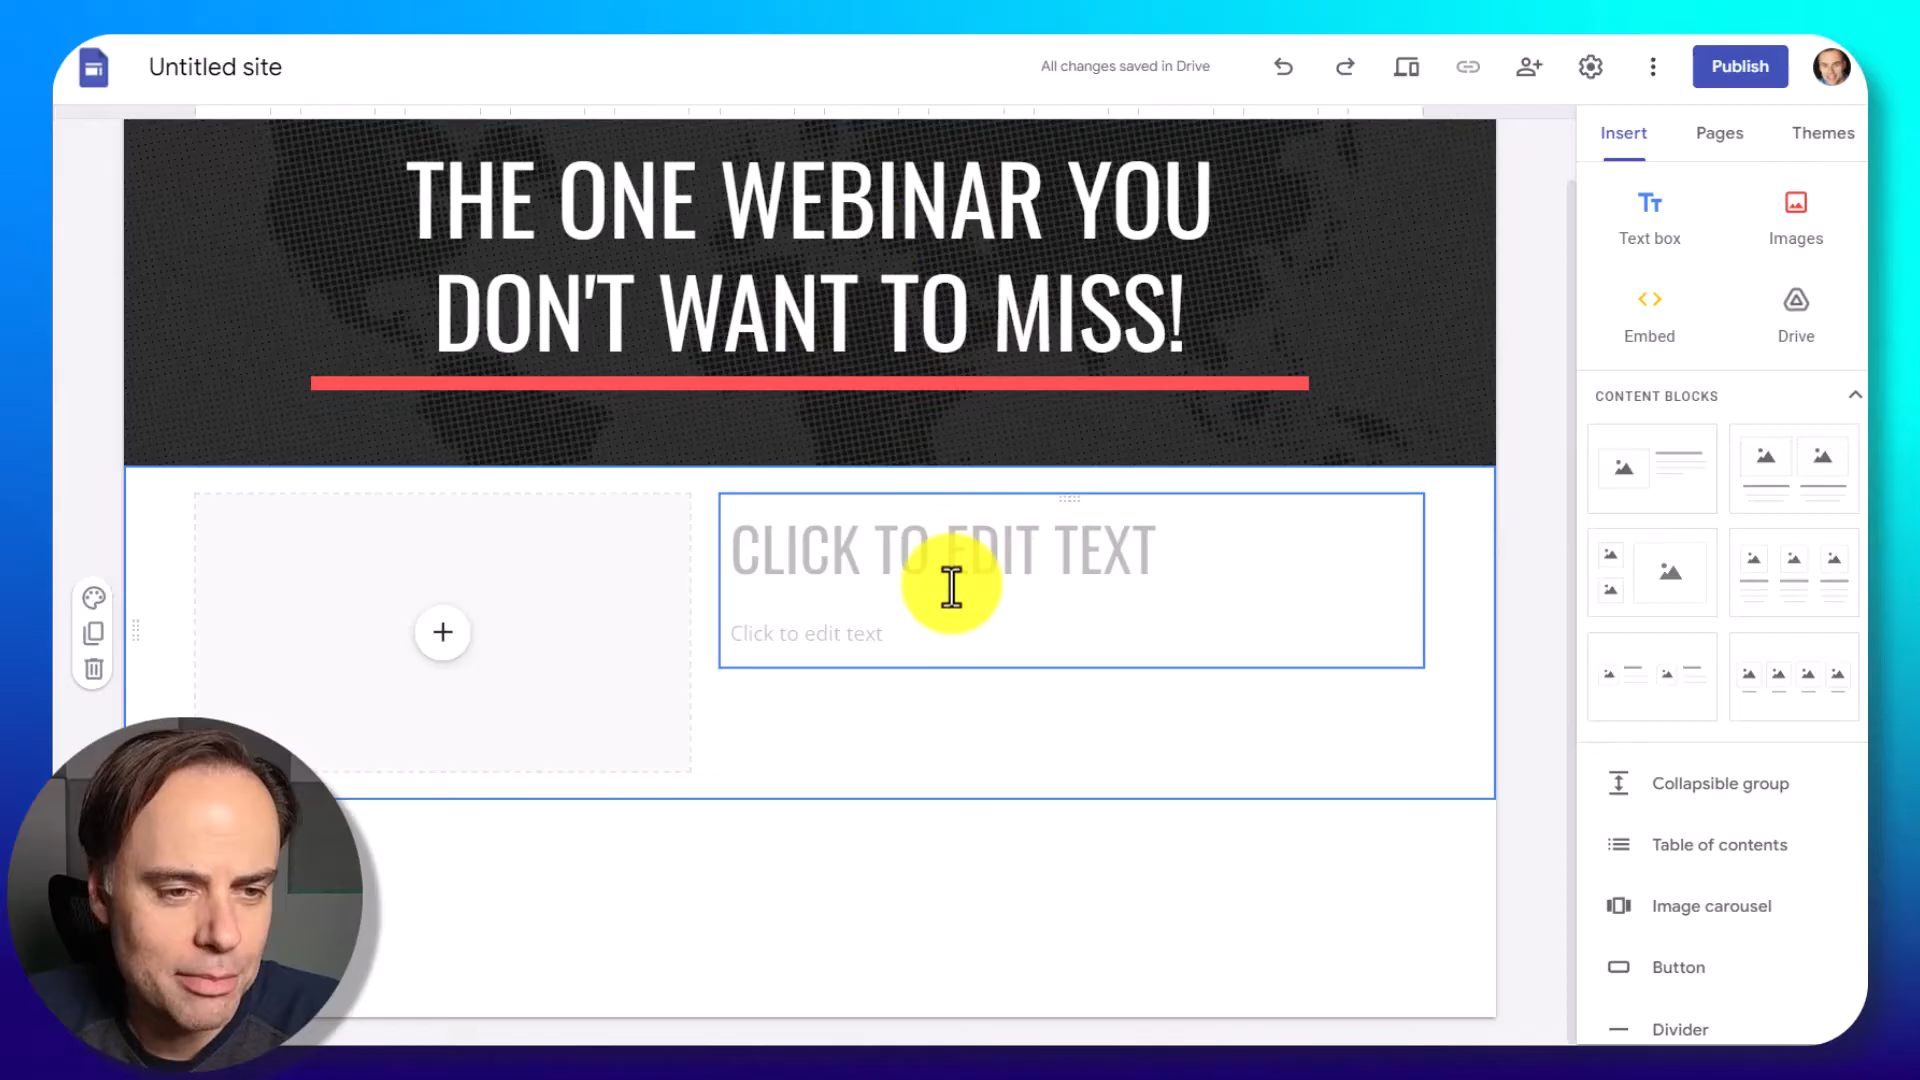 Untitled site
All changes saved in Drive
Publish
Insert
Pages
Themes
THE ONE WEBINAR YOU
DON'T WANT TO MISS!
Tt
Text box
Images
Embed
Drive
CONTENT BLOCKS
CLICK TO EDIT TEXT
Click to edit text
Collapsible group
Table of contents
Image carousel
Button
Divider